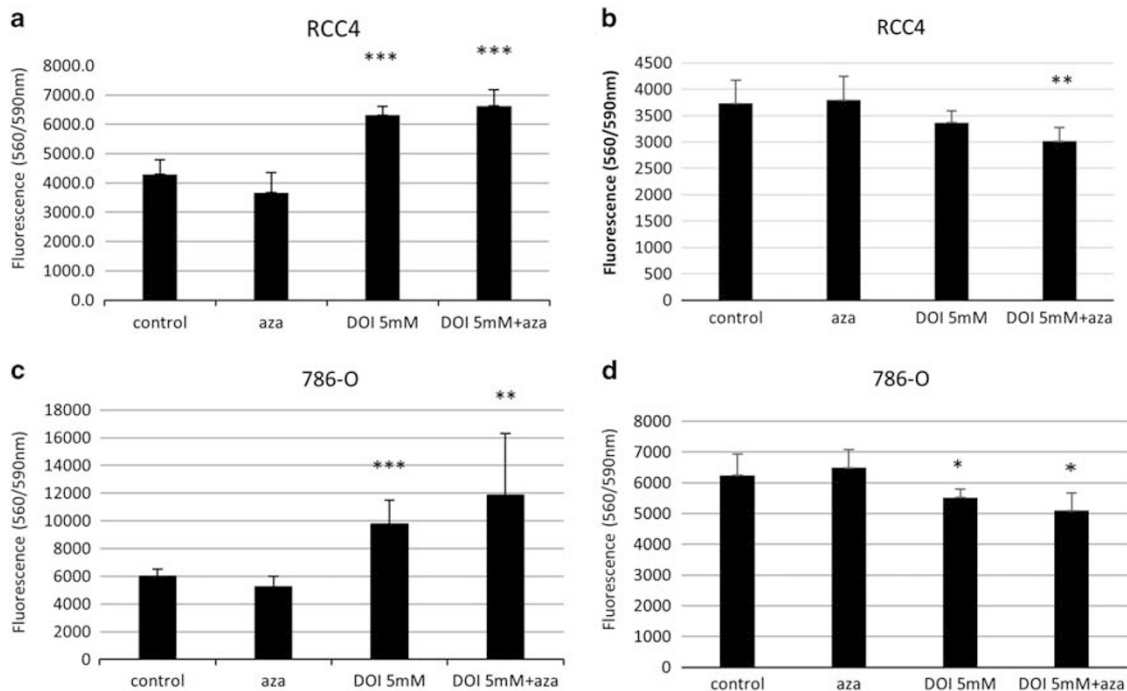 a
RCC4
Fluorescence (560/590nm)
8000.0
7000.0
6000.0
5000.0
4000.0
3000.0
2000.0
1000.0
0.0
***
***
control aza DOI 5mM DOI 5mM+aza
b
RCC4
Fluorescence (560/590nm)
4500
4000
3500
3000
2500
2000
1500
1000
500
0
**
control aza DOI 5mM DOI 5mM+aza
c
786-O
Fluorescence (560/590nm)
18000
16000
14000
12000
10000
8000
6000
4000
2000
0
***
**
control aza DOI 5mM DOI 5mM+aza
d
786-O
Fluorescence (560/590nm)
8000
7000
6000
5000
4000
3000
2000
1000
0
*
*
control aza DOI 5mM DOI 5mM+aza